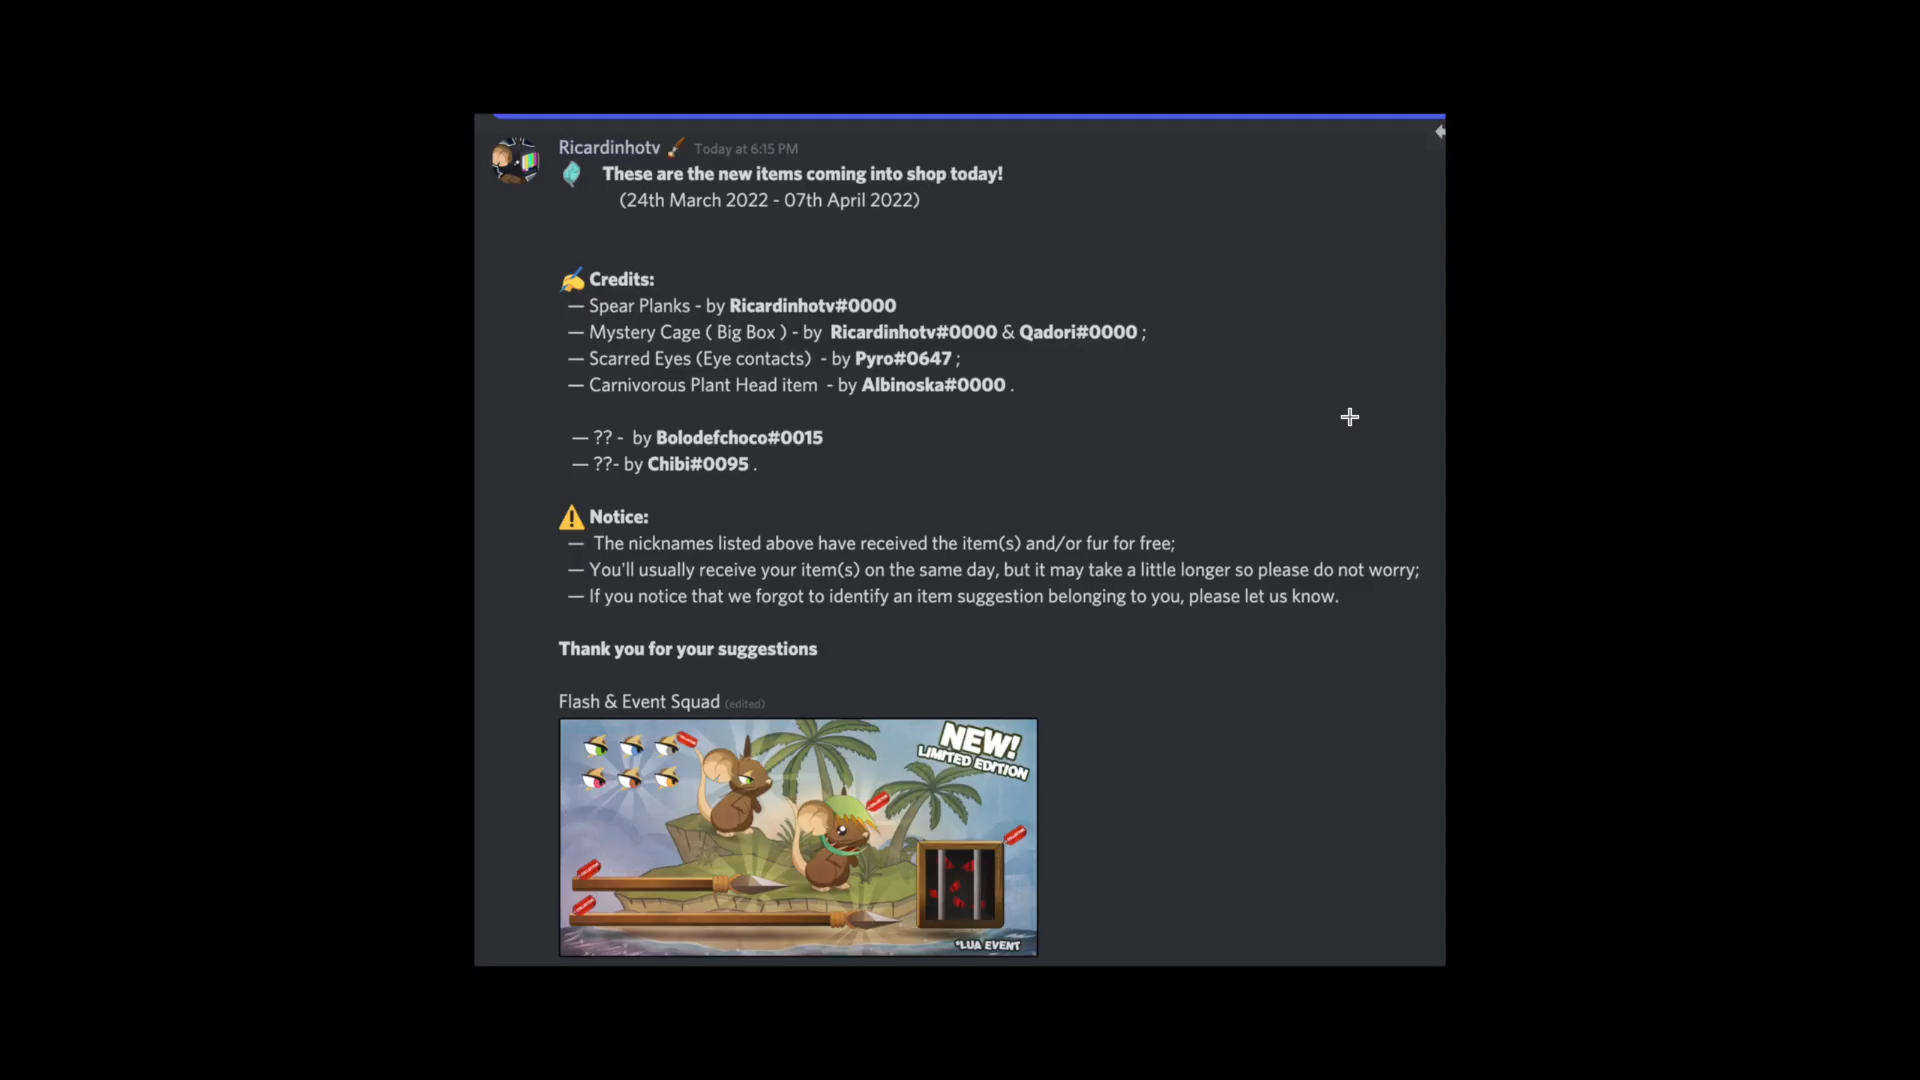 Ricardinhotv Today at 6:15 PM
These are the new items coming into shop today!
(24th March 2022 - 07th April 2022)
Credits:
— Spear Planks - by Ricardinhotv#0000
— Mystery Cage ( Big Box ) - by Ricardinhotv#0000 & Qadori#0000 ;
— Scarred Eyes (Eye contacts) - by Pyro#0647 ;
— Carnivorous Plant Head item - by Albinoska#0000 .
— ?? - by Bolodefchoco#0015
— ??- by Chibi#0095 .
Notice:
— The nicknames listed above have received the item(s) and/or fur for free;
— You'll usually receive your item(s) on the same day, but it may take a little longer so please do not worry;
— If you notice that we forgot to identify an item suggestion belonging to you, please let us know.
Thank you for your suggestions
Flash & Event Squad (edited)
NEW!
LIMITED EDITION
*LUA EVENT